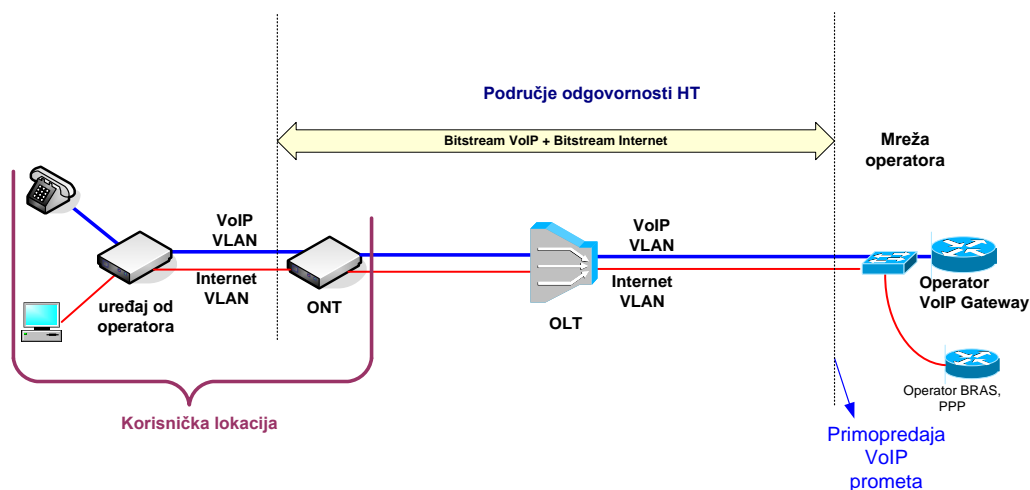 Područje odgovornosti HT
Bitstream VoIP + Bitstream Internet
Mreža
operatora
VoIP
VLAN
Internet
VLAN
uređaj od
operatora
ONT
OLT
VoIP
VLAN
Internet
VLAN
Operator
VoIP Gateway
Operator BRAS,
PPP
Korisnička lokacija
Primopredaja
VoIP
prometa